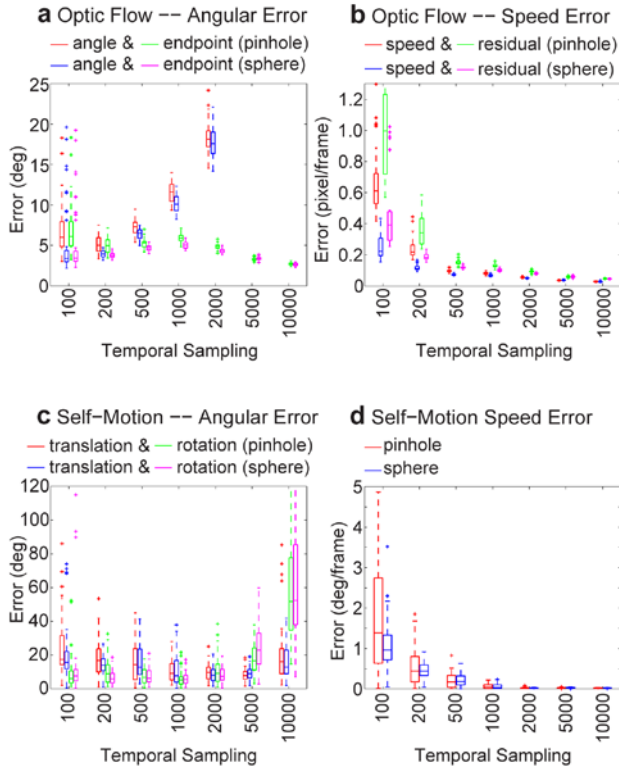 a Optic Flow -- Angular Error
angle & endpoint (pinhole)
angle & endpoint (sphere)
25
20
15
10
5
0
Error (deg)
100
200
500
1000
2000
5000
10000
Temporal Sampling
b Optic Flow -- Speed Error
speed & residual (pinhole)
speed & residual (sphere)
1.2
1.0
0.8
0.6
0.4
0.2
0.0
Error (pixel/frame)
100
200
500
1000
2000
5000
10000
Temporal Sampling
c Self-Motion -- Angular Error
translation & rotation (pinhole)
translation & rotation (sphere)
120
100
80
60
40
20
0
Error (deg)
100
200
500
1000
2000
5000
10000
Temporal Sampling
d Self-Motion Speed Error
pinhole
sphere
5
4
3
2
1
0
Error (deg/frame)
100
200
500
1000
2000
5000
10000
Temporal Sampling